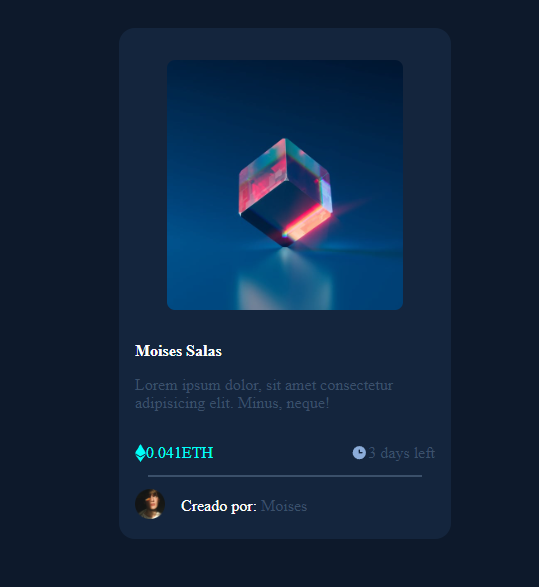 Moises Salas
Lorem ipsum dolor, sit amet consectetur
adipisicing elit. Minus, neque!
0.041ETH
3 days left
Creado por: Moises